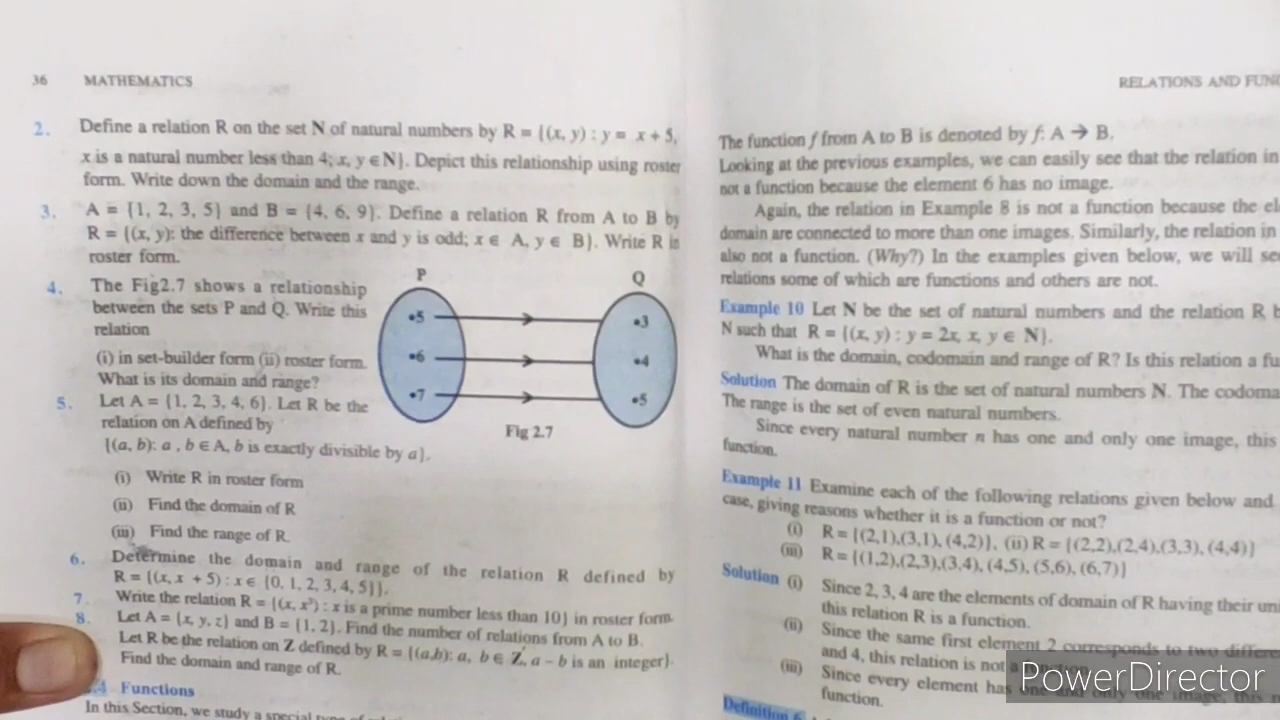 36 MATHEMATICS
2. Define a relation R on the set N of natural numbers by R = {(x, y) : y = x + 5,
x is a natural number less than 4; x, y ∈ N}. Depict this relationship using roster
form. Write down the domain and the range.
3. A = {1, 2, 3, 5} and B = {4, 6, 9}. Define a relation R from A to B by
R = {(x, y): the difference between x and y is odd; x ∈ A, y ∈ B}. Write R in
roster form.
4. The Fig2.7 shows a relationship
between the sets P and Q. Write this
relation
(i) in set-builder form (ii) roster form.
What is its domain and range?
P
Q
•5
•6
•7
•3
•4
•5
Fig 2.7
5. Let A = {1, 2, 3, 4, 6}. Let R be the
relation on A defined by
{(a, b): a , b ∈ A, b is exactly divisible by a}.
(i) Write R in roster form
(ii) Find the domain of R
(iii) Find the range of R.
6. Determine the domain and range of the relation R defined by
R = {(x, x + 5) : x ∈ {0, 1, 2, 3, 4, 5}}.
7. Write the relation R = {(x, x³) : x is a prime number less than 10} in roster form.
8. Let A = {x, y, z} and B = {1, 2}. Find the number of relations from A to B.
Let R be the relation on Z defined by R = {(a,b): a, b ∈ Z, a – b is an integer}.
Find the domain and range of R.
.4 Functions
In this Section, we study a special type of
RELATIONS AND FUNC
The function f from A to B is denoted by f: A → B.
Looking at the previous examples, we can easily see that the relation in
not a function because the element 6 has no image.
Again, the relation in Example 8 is not a function because the el
domain are connected to more than one images. Similarly, the relation in
also not a function. (Why?) In the examples given below, we will see
relations some of which are functions and others are not.
Example 10 Let N be the set of natural numbers and the relation R b
N such that R = {(x, y) : y = 2x, x, y ∈ N}.
What is the domain, codomain and range of R? Is this relation a fu
Solution The domain of R is the set of natural numbers N. The codoma
The range is the set of even natural numbers.
Since every natural number n has one and only one image, this
function.
Example 11 Examine each of the following relations given below and
case, giving reasons whether it is a function or not?
(i) R = {(2,1),(3,1), (4,2)}, (ii) R = {(2,2),(2,4),(3,3), (4,4)}
(iii) R = {(1,2),(2,3),(3,4), (4,5), (5,6), (6,7)}
Solution (i) Since 2, 3, 4 are the elements of domain of R having their un
this relation R is a function.
(ii) Since the same first element 2 corresponds to two differe
and 4, this relation is not a function.
(iii) Since every element has one and only one image, this
function.
Definition 6
PowerDirector